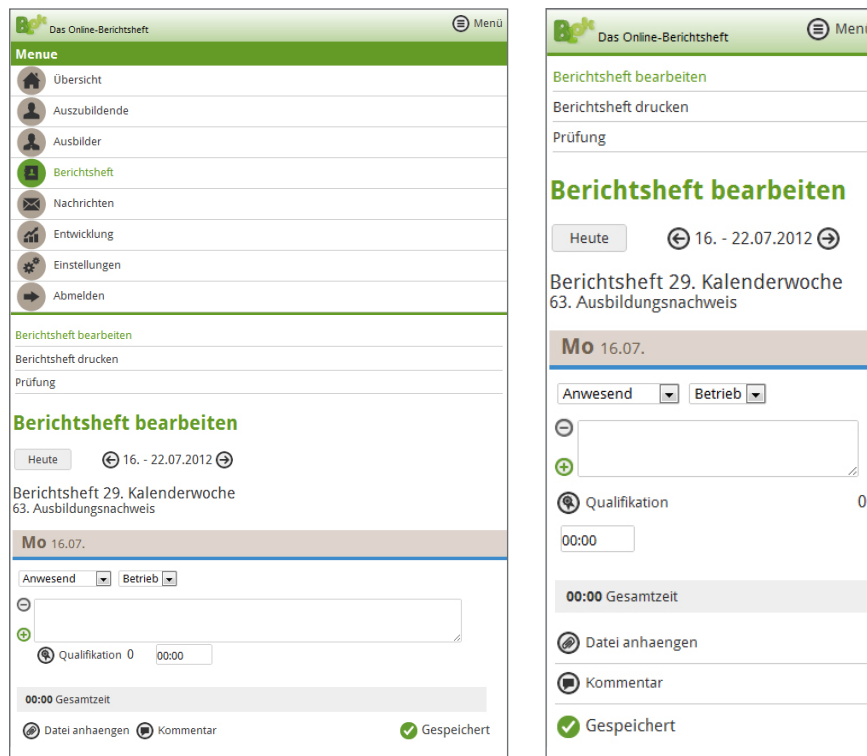 Blok Das Online-Berichtsheft Menü
Menue
Übersicht
Auszubildende
Ausbilder
Berichtsheft
Nachrichten
Entwicklung
Einstellungen
Abmelden
Berichtsheft bearbeiten
Berichtsheft drucken
Prüfung
Berichtsheft bearbeiten
Heute 16. - 22.07.2012
Berichtsheft 29. Kalenderwoche
63. Ausbildungsnachweis
Mo 16.07.
Anwesend Betrieb
Qualifikation 0 00:00
00:00 Gesamtzeit
Datei anhaengen Kommentar Gespeichert
Blok Das Online-Berichtsheft Menü
Berichtsheft bearbeiten
Berichtsheft drucken
Prüfung
Berichtsheft bearbeiten
Heute 16. - 22.07.2012
Berichtsheft 29. Kalenderwoche
63. Ausbildungsnachweis
Mo 16.07.
Anwesend Betrieb
Qualifikation 0
00:00
00:00 Gesamtzeit
Datei anhaengen
Kommentar
Gespeichert